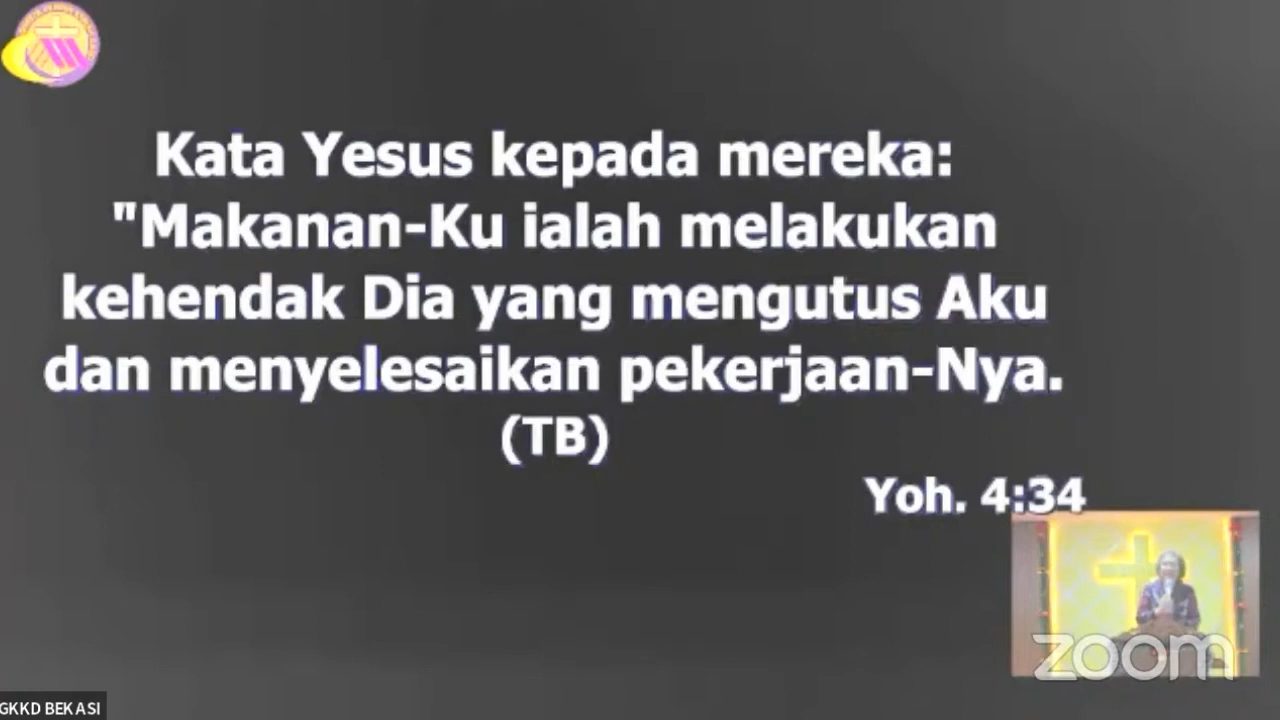 Kata Yesus kepada mereka:
"Makanan-Ku ialah melakukan
kehendak Dia yang mengutus Aku
dan menyelesaikan pekerjaan-Nya.
(TB)
Yoh. 4:34
zoom
GKKD BEKASI